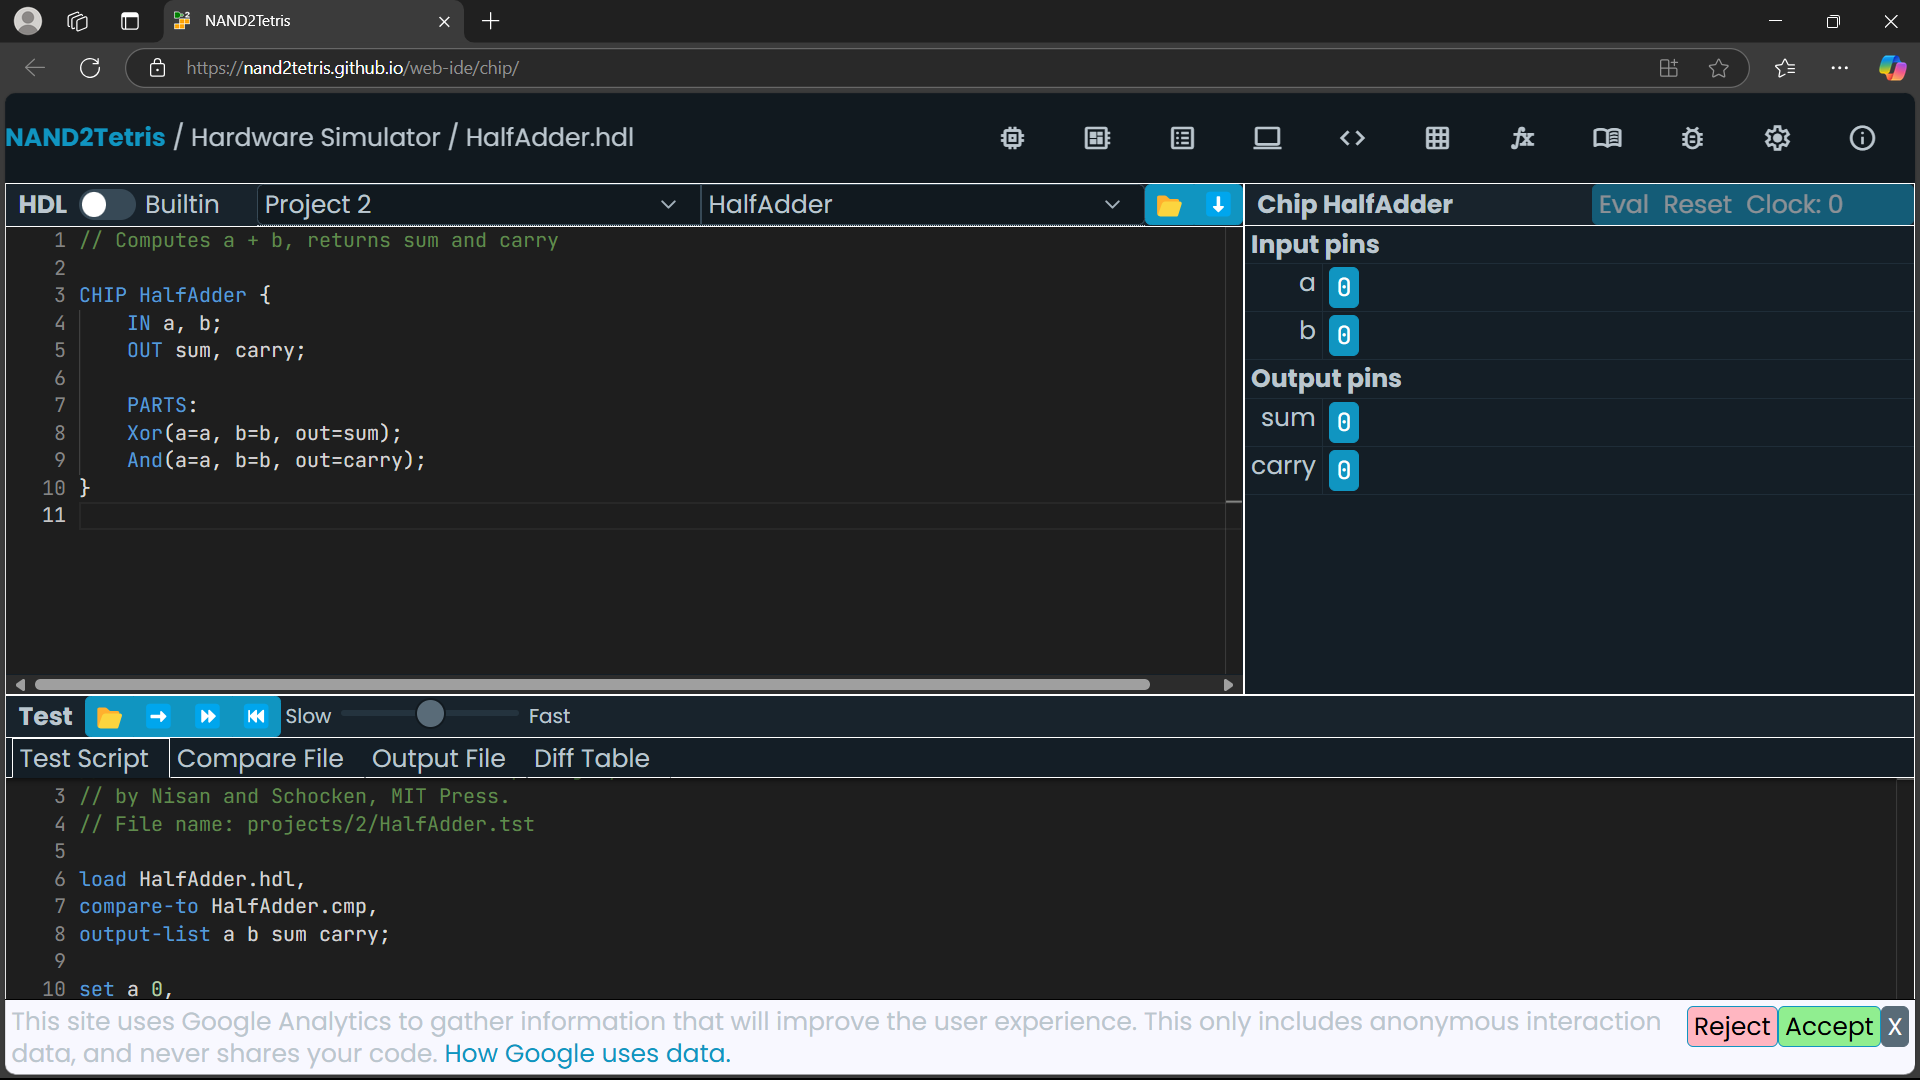 NAND2Tetris
https://nand2tetris.github.io/web-ide/chip/
NAND2Tetris / Hardware Simulator / HalfAdder.hdl
HDL Builtin Project 2 HalfAdder
1 // Computes a + b, returns sum and carry
2
3 CHIP HalfAdder {
4 IN a, b;
5 OUT sum, carry;
6
7 PARTS:
8 Xor(a=a, b=b, out=sum);
9 And(a=a, b=b, out=carry);
10 }
11
Chip HalfAdder Eval Reset Clock: 0
Input pins
a 0
b 0
Output pins
sum 0
carry 0
Test Slow Fast
Test Script Compare File Output File Diff Table
3 // by Nisan and Schocken, MIT Press.
4 // File name: projects/2/HalfAdder.tst
5
6 load HalfAdder.hdl,
7 compare-to HalfAdder.cmp,
8 output-list a b sum carry;
9
10 set a 0,
This site uses Google Analytics to gather information that will improve the user experience. This only includes anonymous interaction
data, and never shares your code. How Google uses data.
Reject Accept X